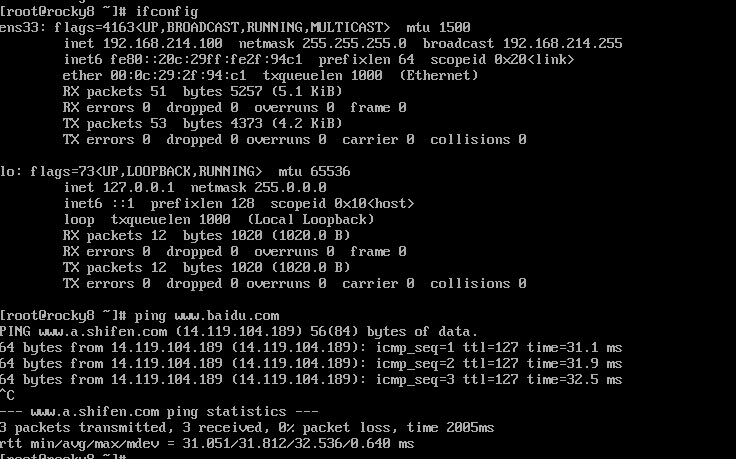 [root@rocky8 ~]# ifconfig
ens33: flags=4163<UP,BROADCAST,RUNNING,MULTICAST>  mtu 1500
        inet 192.168.214.100  netmask 255.255.255.0  broadcast 192.168.214.255
        inet6 fe80::20c:29ff:fe2f:94c1  prefixlen 64  scopeid 0x20<link>
        ether 00:0c:29:2f:94:c1  txqueuelen 1000  (Ethernet)
        RX packets 51  bytes 5257 (5.1 KiB)
        RX errors 0  dropped 0  overruns 0  frame 0
        TX packets 53  bytes 4373 (4.2 KiB)
        TX errors 0  dropped 0 overruns 0  carrier 0  collisions 0

lo: flags=73<UP,LOOPBACK,RUNNING>  mtu 65536
        inet 127.0.0.1  netmask 255.0.0.0
        inet6 ::1  prefixlen 128  scopeid 0x10<host>
        loop  txqueuelen 1000  (Local Loopback)
        RX packets 12  bytes 1020 (1020.0 B)
        RX errors 0  dropped 0  overruns 0  frame 0
        TX packets 12  bytes 1020 (1020.0 B)
        TX errors 0  dropped 0 overruns 0  carrier 0  collisions 0

[root@rocky8 ~]# ping www.baidu.com
PING www.a.shifen.com (14.119.104.189) 56(84) bytes of data.
64 bytes from 14.119.104.189 (14.119.104.189): icmp_seq=1 ttl=127 time=31.1 ms
64 bytes from 14.119.104.189 (14.119.104.189): icmp_seq=2 ttl=127 time=31.9 ms
64 bytes from 14.119.104.189 (14.119.104.189): icmp_seq=3 ttl=127 time=32.5 ms
^C
--- www.a.shifen.com ping statistics ---
3 packets transmitted, 3 received, 0% packet loss, time 2005ms
rtt min/avg/max/mdev = 31.051/31.812/32.536/0.640 ms
[root@rocky8 ~]#